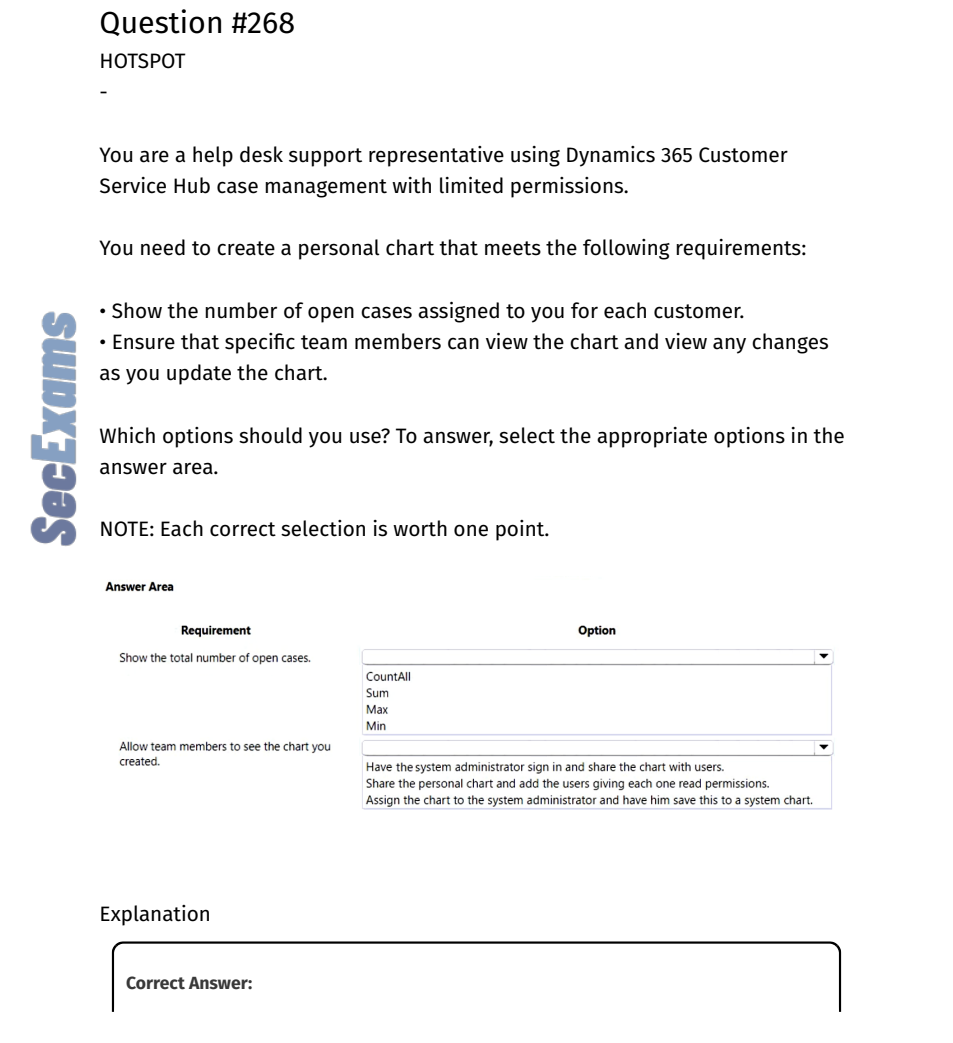 Question #268
HOTSPOT
-
You are a help desk support representative using Dynamics 365 Customer
Service Hub case management with limited permissions.
You need to create a personal chart that meets the following requirements:
• Show the number of open cases assigned to you for each customer.
• Ensure that specific team members can view the chart and view any changes
as you update the chart.
Which options should you use? To answer, select the appropriate options in the
answer area.
NOTE: Each correct selection is worth one point.
SecExams
Answer Area
Requirement Option
Show the total number of open cases.
CountAll
Sum
Max
Min
Allow team members to see the chart you
created.
Have the system administrator sign in and share the chart with users.
Share the personal chart and add the users giving each one read permissions.
Assign the chart to the system administrator and have him save this to a system chart.
Explanation
Correct Answer: